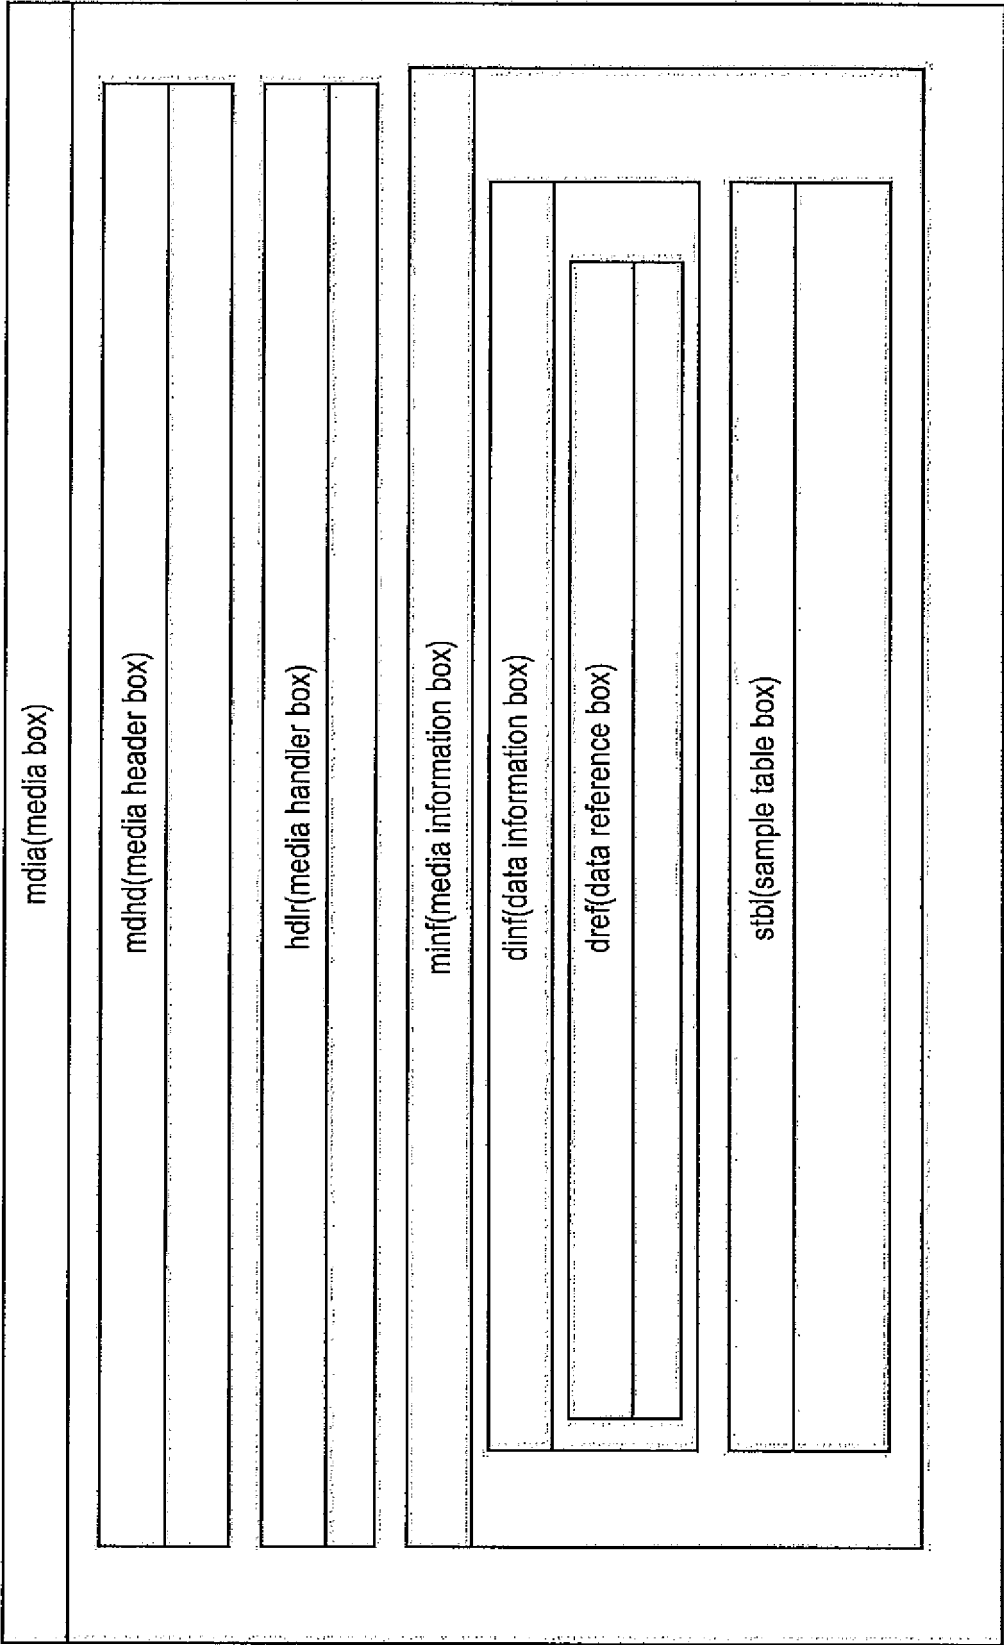 mdia(media box)
mdhd(media header box)
hdlr(media handler box)
minf(media information box)
dinf(data information box)
dref(data reference box)
stbl(sample table box)